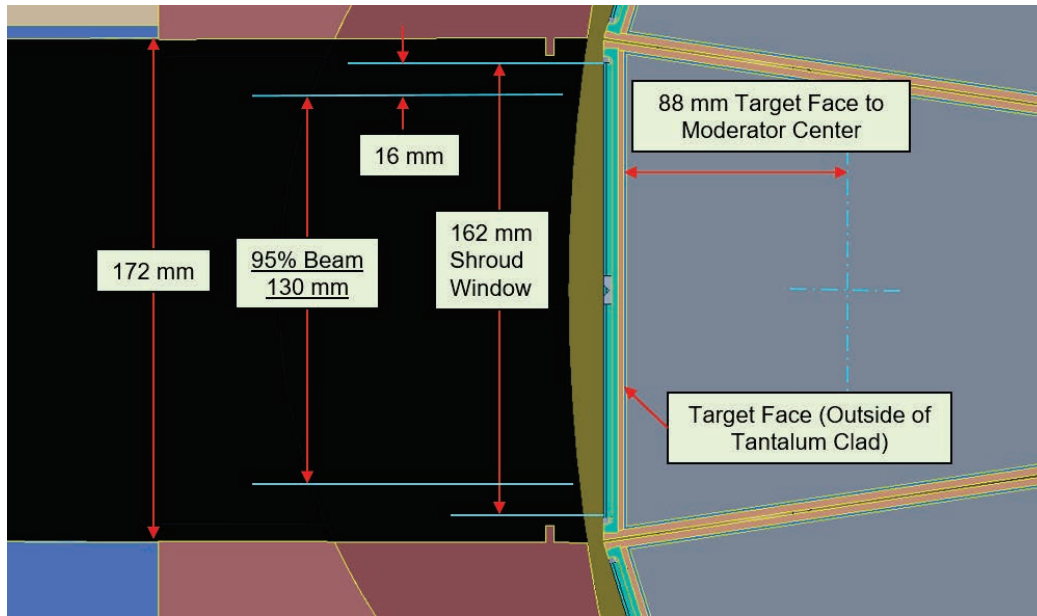 88 mm Target Face to
Moderator Center
16 mm
172 mm
95% Beam
130 mm
162 mm
Shroud
Window
Target Face (Outside of
Tantalum Clad)